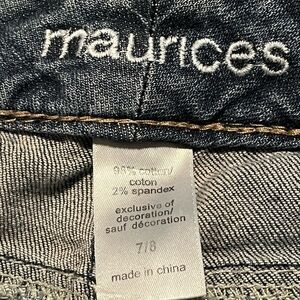 maurices
98% cotton/
coton
2% spandex
exclusive of
decoration/
sauf décoration
7/8
made in china